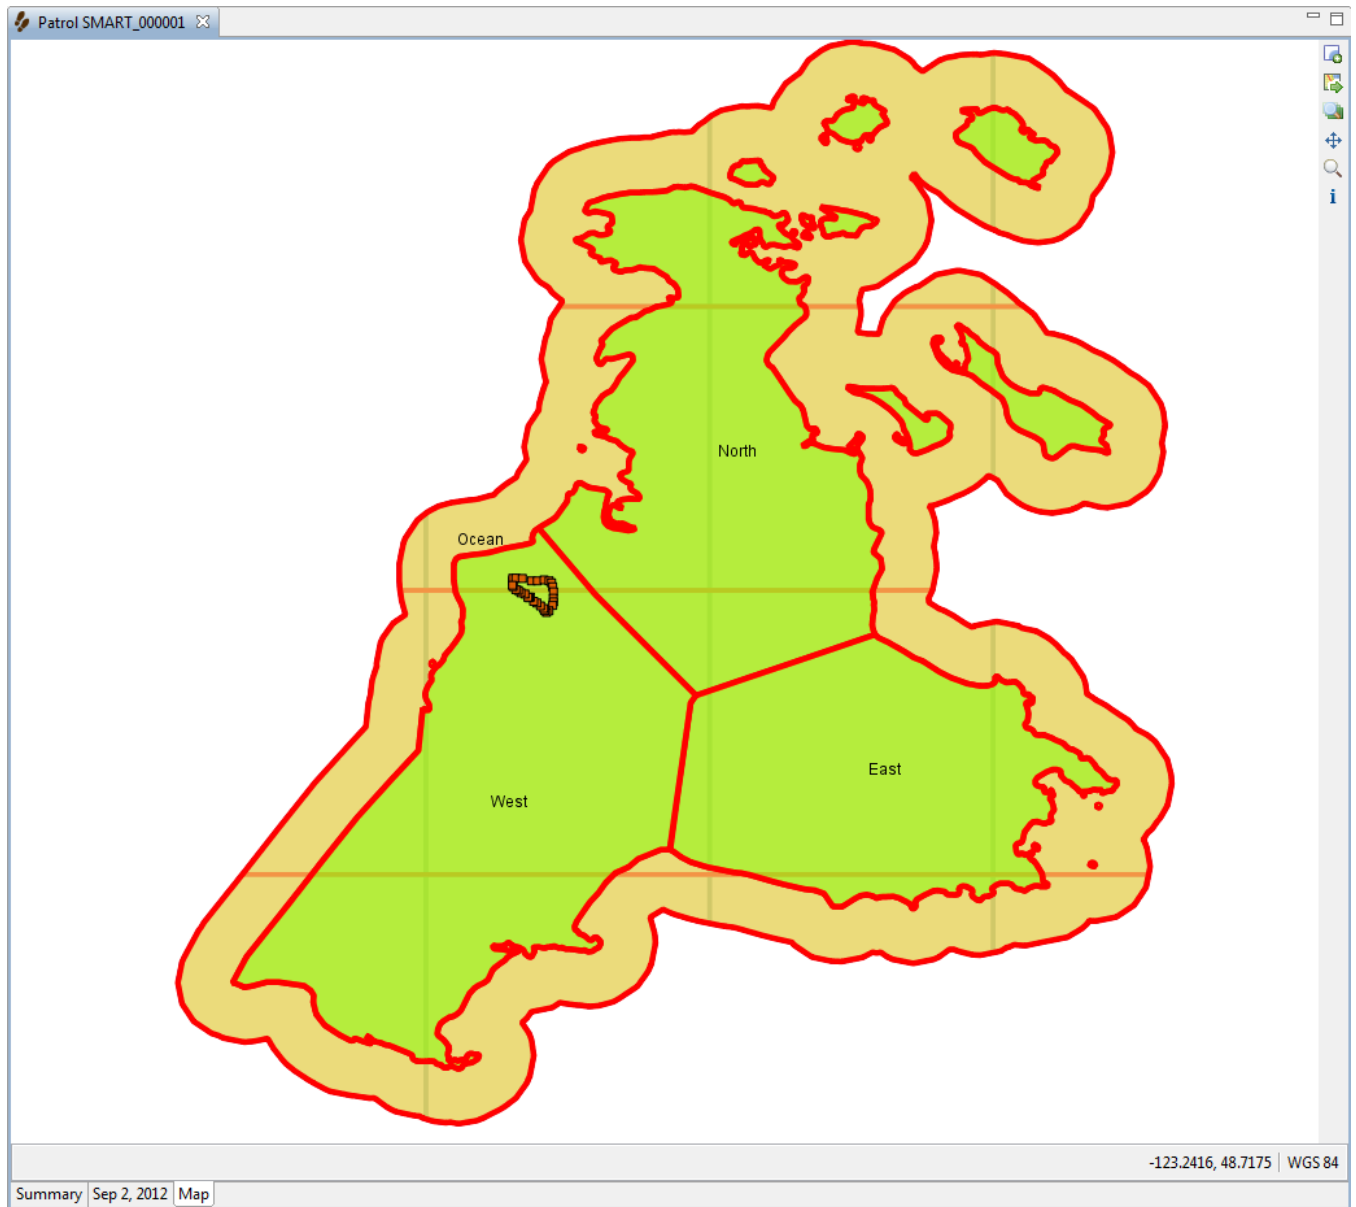 Patrol SMART_000001
North
Ocean
East
West
-123.2416, 48.7175 WGS 84
Summary Sep 2, 2012 Map